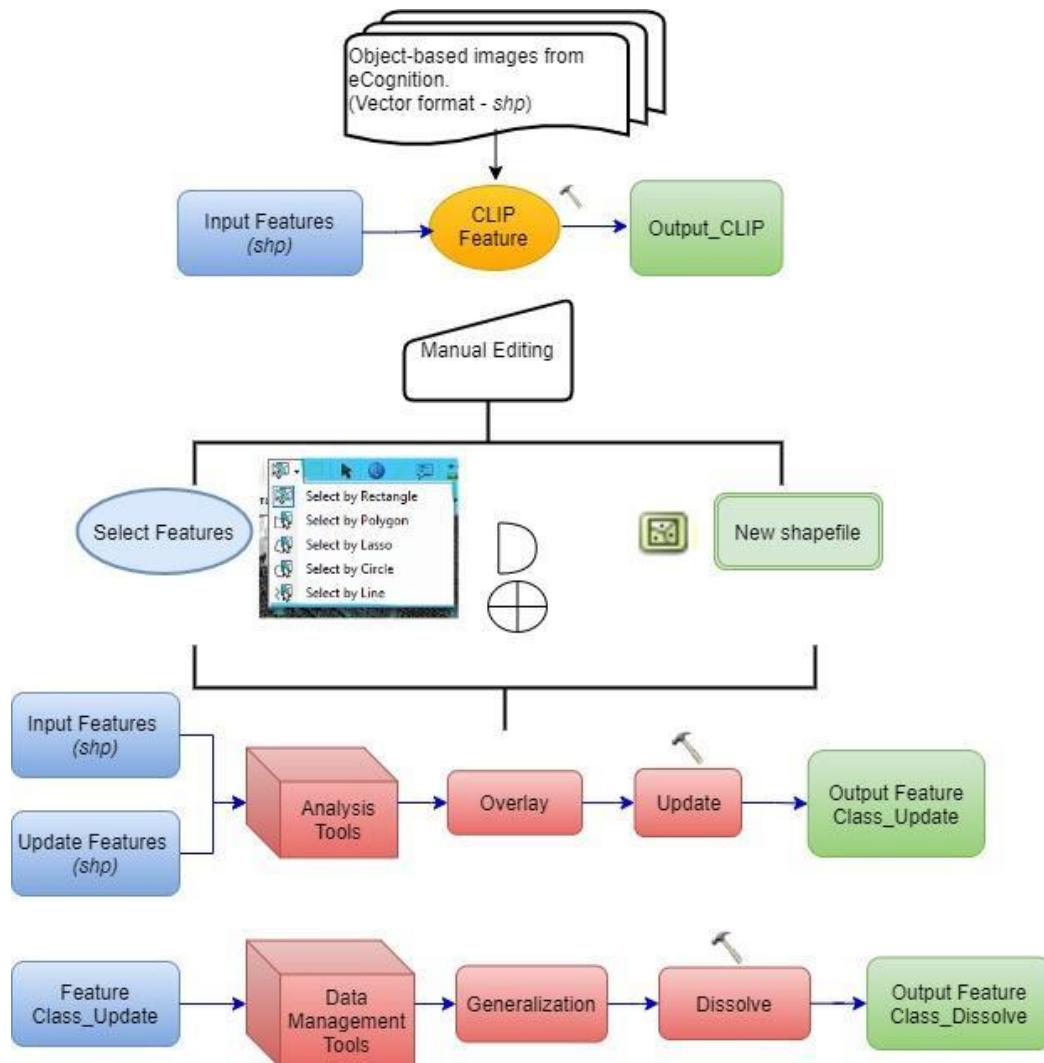 Object-based images from
eCognition.
(Vector format - shp)
Input Features
(shp)
CLIP
Feature
Output_CLIP
Manual Editing
Select Features
Select by Rectangle
Select by Polygon
Select by Lasso
Select by Circle
Select by Line
New shapefile
Input Features
(shp)
Update Features
(shp)
Analysis
Tools
Overlay
Update
Output Feature
Class_Update
Feature
Class_Update
Data
Management
Tools
Generalization
Dissolve
Output Feature
Class_Dissolve